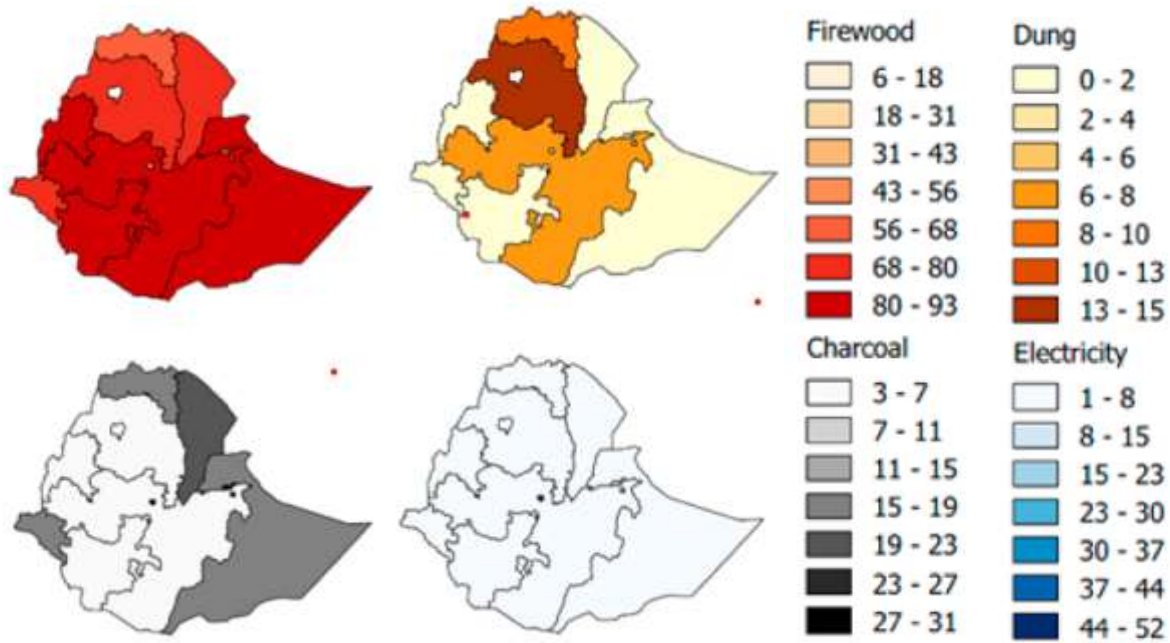 Firewood
6 - 18
18 - 31
31 - 43
43 - 56
56 - 68
68 - 80
80 - 93
Dung
0 - 2
2 - 4
4 - 6
6 - 8
8 - 10
10 - 13
13 - 15
Charcoal
3 - 7
7 - 11
11 - 15
15 - 19
19 - 23
23 - 27
27 - 31
Electricity
1 - 8
8 - 15
15 - 23
23 - 30
30 - 37
37 - 44
44 - 52